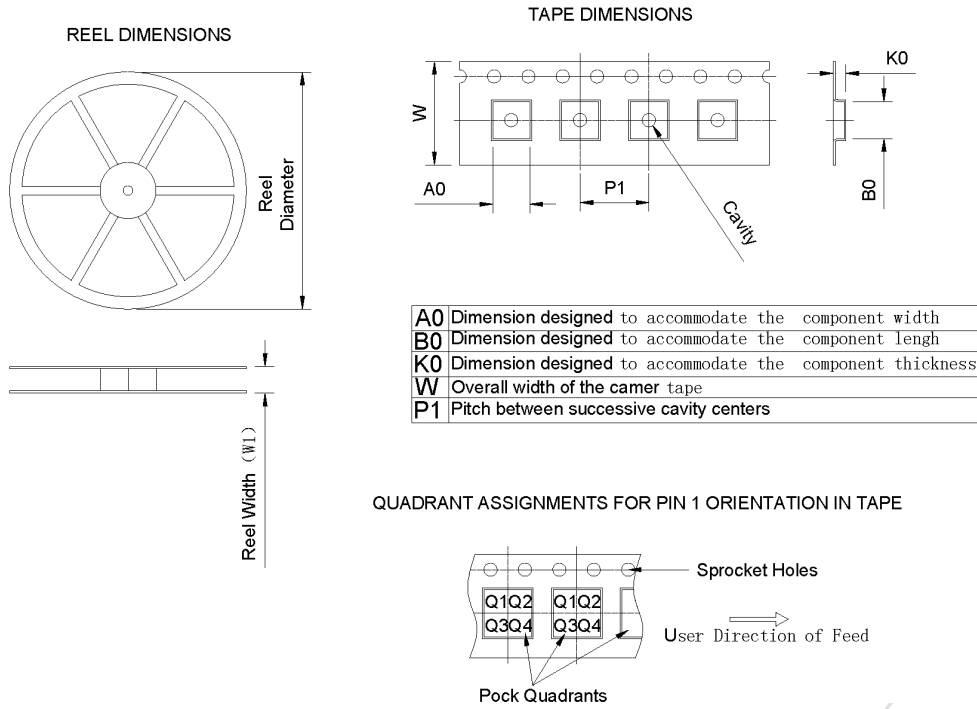 REEL DIMENSIONS
TAPE DIMENSIONS
Reel
Diameter
W
A0
P1
Cavity
K0
B0
Reel Width (W1)
A0 Dimension designed to accommodate the component width
B0 Dimension designed to accommodate the component lengh
K0 Dimension designed to accommodate the component thickness
W Overall width of the camer tape
P1 Pitch between successive cavity centers
QUADRANT ASSIGNMENTS FOR PIN 1 ORIENTATION IN TAPE
Sprocket Holes
Q1Q2 Q1Q2
Q3Q4 Q3Q4
User Direction of Feed
Pock Quadrants